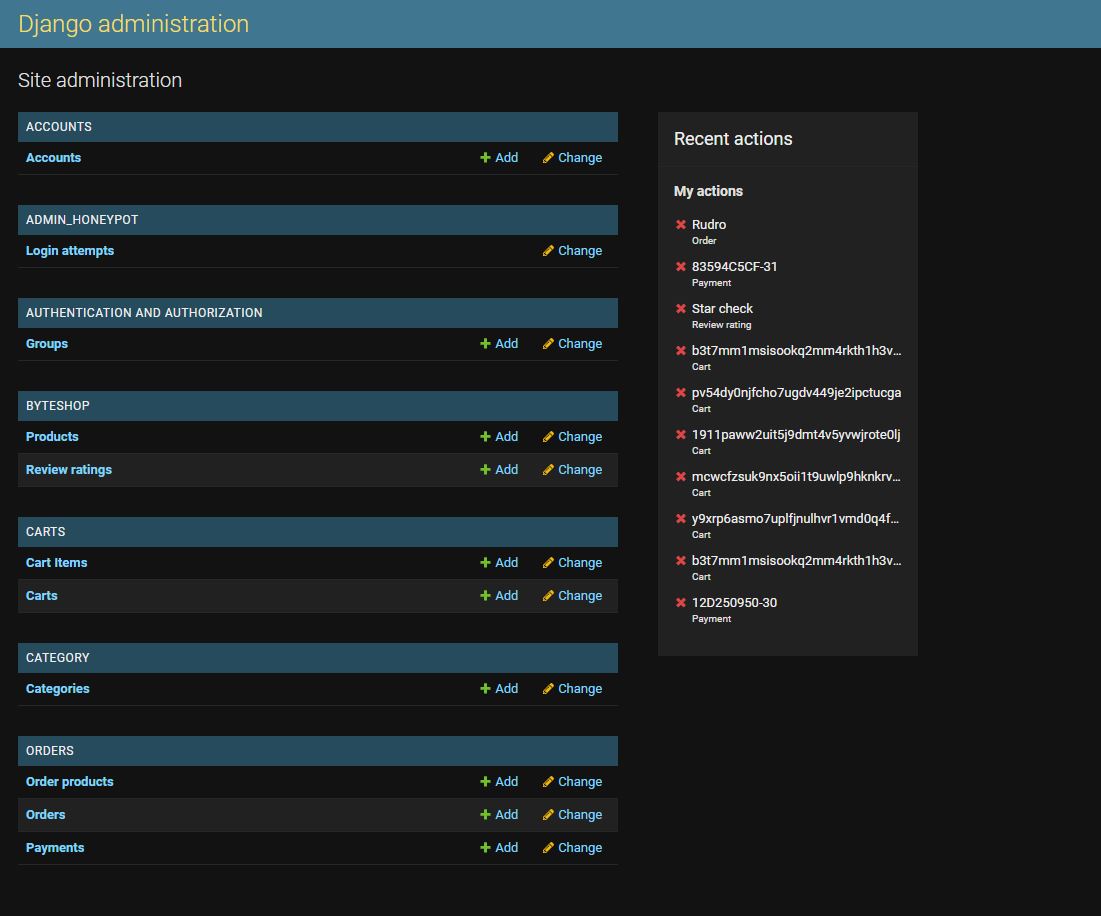 Django administration
Site administration
ACCOUNTS
Accounts Add Change
ADMIN_HONEYPOT
Login attempts Change
AUTHENTICATION AND AUTHORIZATION
Groups Add Change
BYTESHOP
Products Add Change
Review ratings Add Change
CARTS
Cart Items Add Change
Carts Add Change
CATEGORY
Categories Add Change
ORDERS
Order products Add Change
Orders Add Change
Payments Add Change
Recent actions
My actions
Rudro
Order
83594C5CF-31
Payment
Star check
Review rating
b3t7mm1msisookq2mm4rkth1h3v…
Cart
pv54dy0njfcho7ugdv449je2ipctucga
Cart
1911paww2uit5j9dmt4v5yvwjrote0lj
Cart
mcwcfzsuk9nx5oii1t9uwlp9hknkrv…
Cart
y9xrp6asmo7uplfjnulhvr1vmd0q4f…
Cart
b3t7mm1msisookq2mm4rkth1h3v…
Cart
12D250950-30
Payment